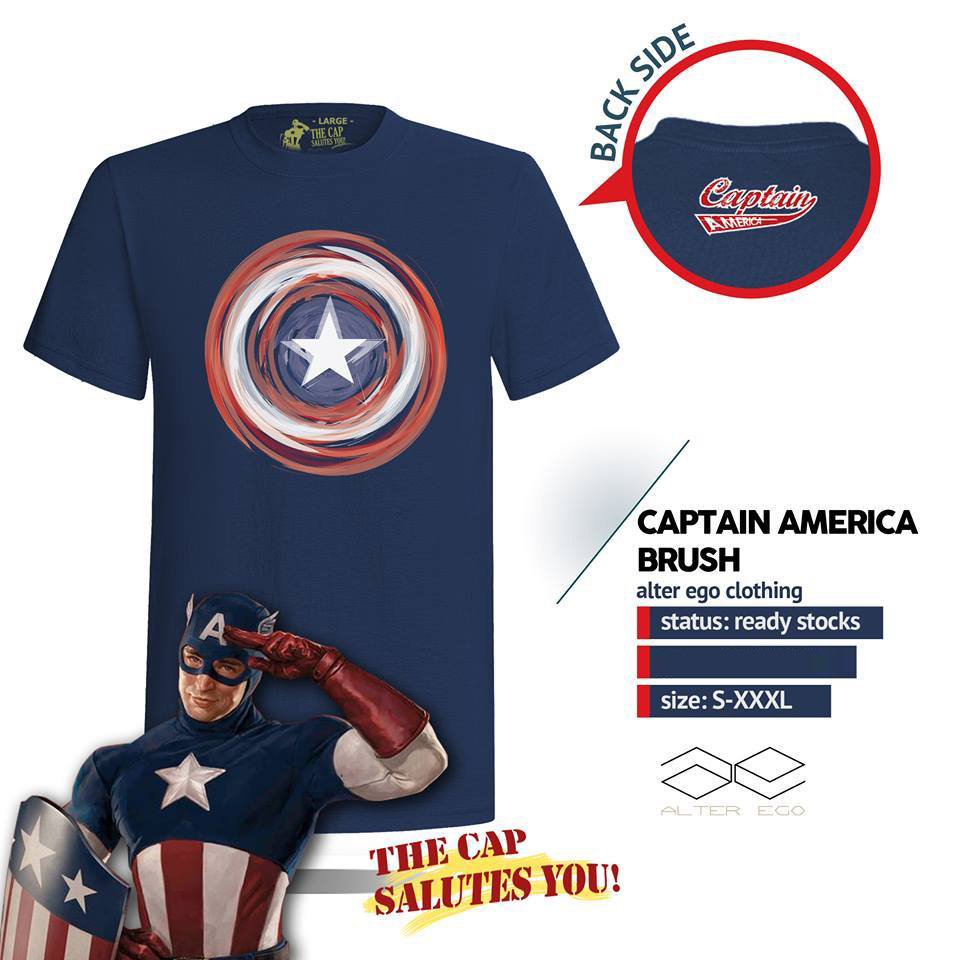 BACK SIDE
- LARGE -
THE CAP
SALUTES YOU!
Captain
AMERICA
CAPTAIN AMERICA
BRUSH
alter ego clothing
status: ready stocks
size: S-XXXL
ALTER EGO
A
THE CAP
SALUTES YOU!